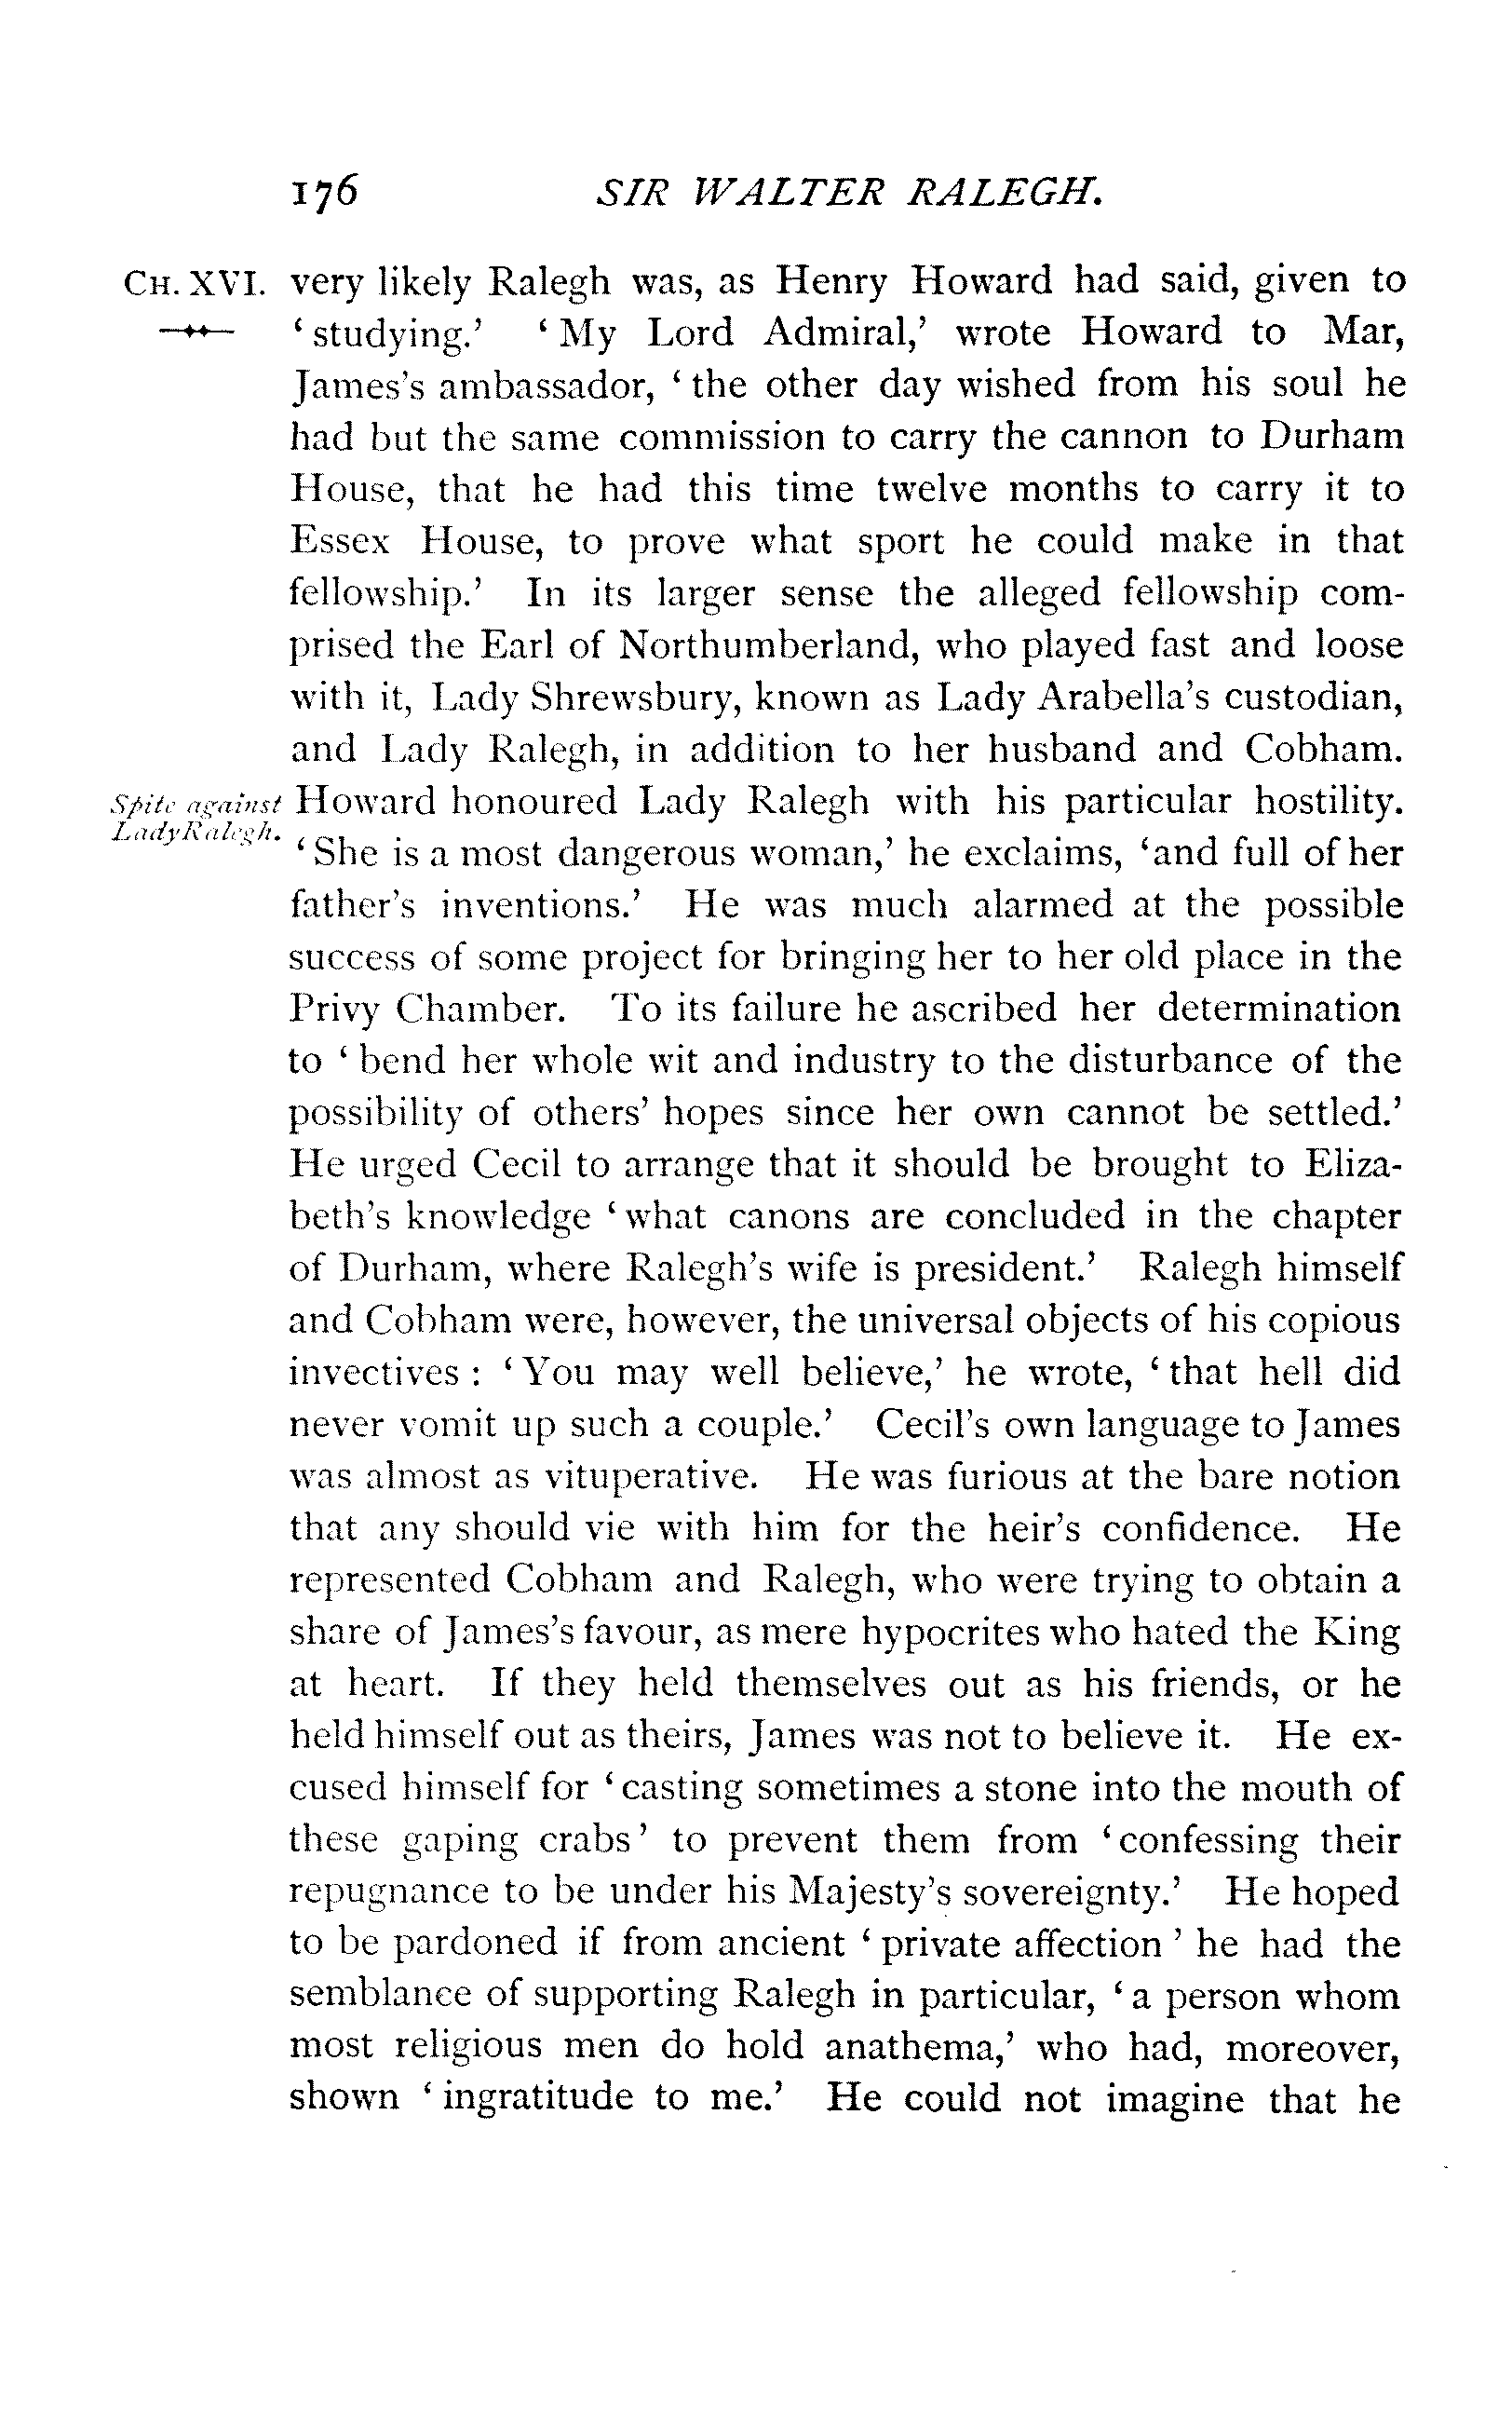 176 SIR WALTER RALEGH.
CH. XVI. very likely Ralegh was, as Henry Howard had said, given to
‘studying.’ ‘My Lord Admiral,’ wrote Howard to Mar,
James's ambassador, ‘the other day wished from his soul he
had but the same commission to carry the cannon to Durham
House, that he had this time twelve months to carry it to
Essex House, to prove what sport he could make in that
fellowship.’ In its larger sense the alleged fellowship com-
prised the Earl of Northumberland, who played fast and loose
with it, Lady Shrewsbury, known as Lady Arabella's custodian,
and Lady Ralegh, in addition to her husband and Cobham.
Spite against Howard honoured Lady Ralegh with his particular hostility.
Lady Ralegh. ‘She is a most dangerous woman,’ he exclaims, ‘and full of her
father's inventions.’ He was much alarmed at the possible
success of some project for bringing her to her old place in the
Privy Chamber. To its failure he ascribed her determination
to ‘bend her whole wit and industry to the disturbance of the
possibility of others’ hopes since her own cannot be settled.’
He urged Cecil to arrange that it should be brought to Eliza-
beth's knowledge ‘what canons are concluded in the chapter
of Durham, where Ralegh's wife is president.’ Ralegh himself
and Cobham were, however, the universal objects of his copious
invectives : ‘You may well believe,’ he wrote, ‘that hell did
never vomit up such a couple.’ Cecil's own language to James
was almost as vituperative. He was furious at the bare notion
that any should vie with him for the heir's confidence. He
represented Cobham and Ralegh, who were trying to obtain a
share of James's favour, as mere hypocrites who hated the King
at heart. If they held themselves out as his friends, or he
held himself out as theirs, James was not to believe it. He ex-
cused himself for ‘casting sometimes a stone into the mouth of
these gaping crabs’ to prevent them from ‘confessing their
repugnance to be under his Majesty's sovereignty.’ He hoped
to be pardoned if from ancient ‘private affection’ he had the
semblance of supporting Ralegh in particular, ‘a person whom
most religious men do hold anathema,’ who had, moreover,
shown ‘ingratitude to me.’ He could not imagine that he